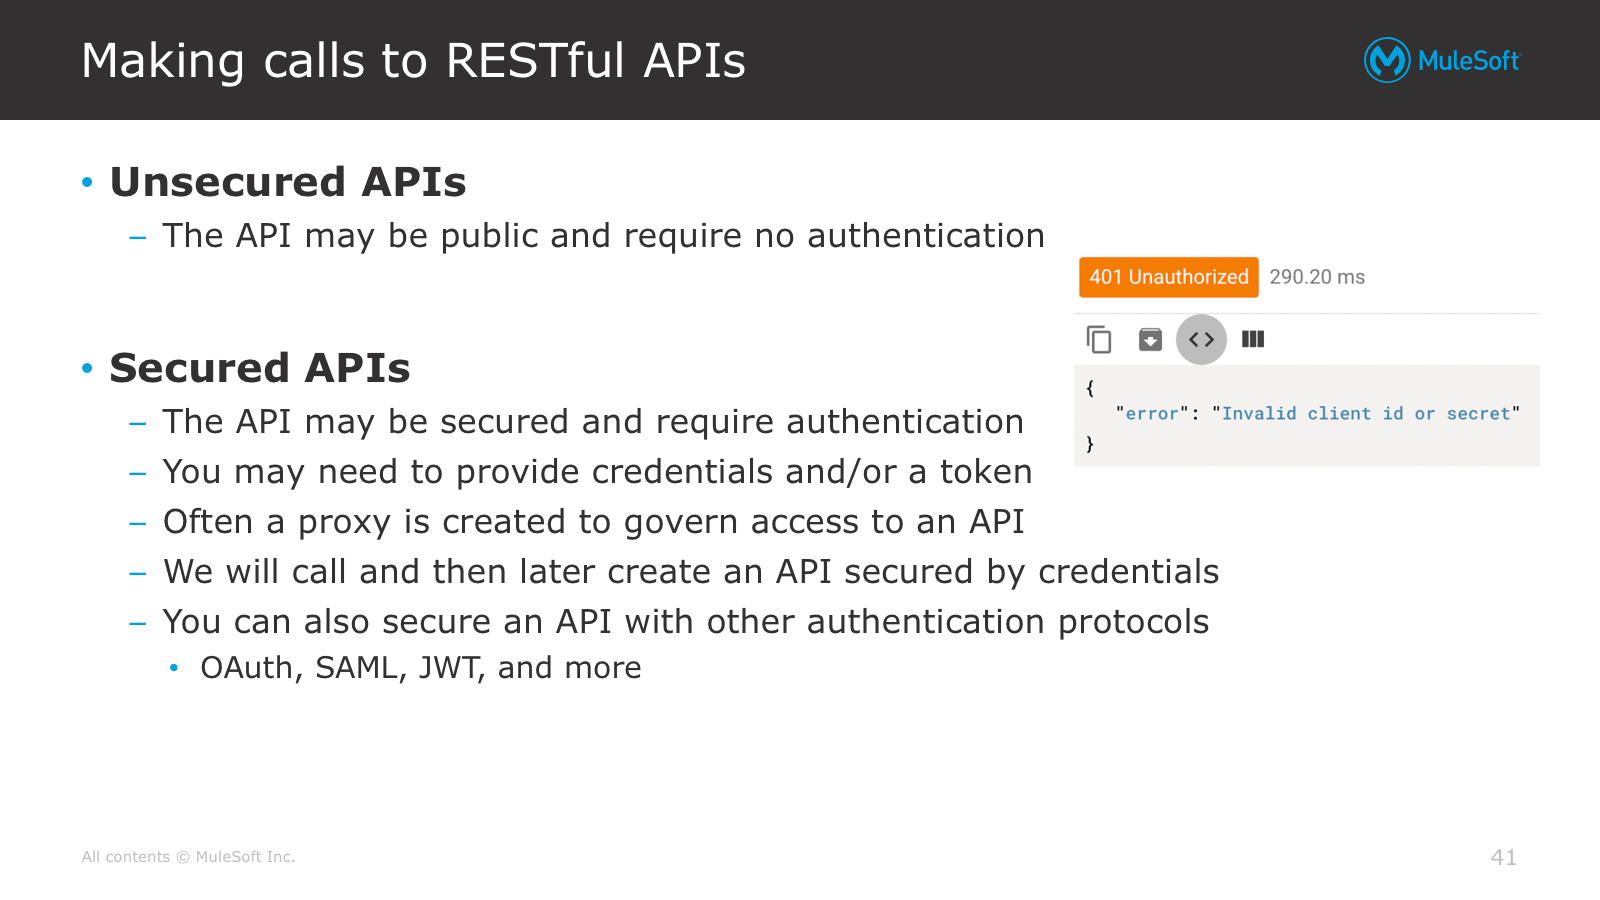 Making calls to RESTful APIs
MuleSoft
• Unsecured APIs
– The API may be public and require no authentication
401 Unauthorized 290.20 ms
{
"error": "Invalid client id or secret"
}
• Secured APIs
– The API may be secured and require authentication
– You may need to provide credentials and/or a token
– Often a proxy is created to govern access to an API
– We will call and then later create an API secured by credentials
– You can also secure an API with other authentication protocols
• OAuth, SAML, JWT, and more
All contents © MuleSoft Inc.
41